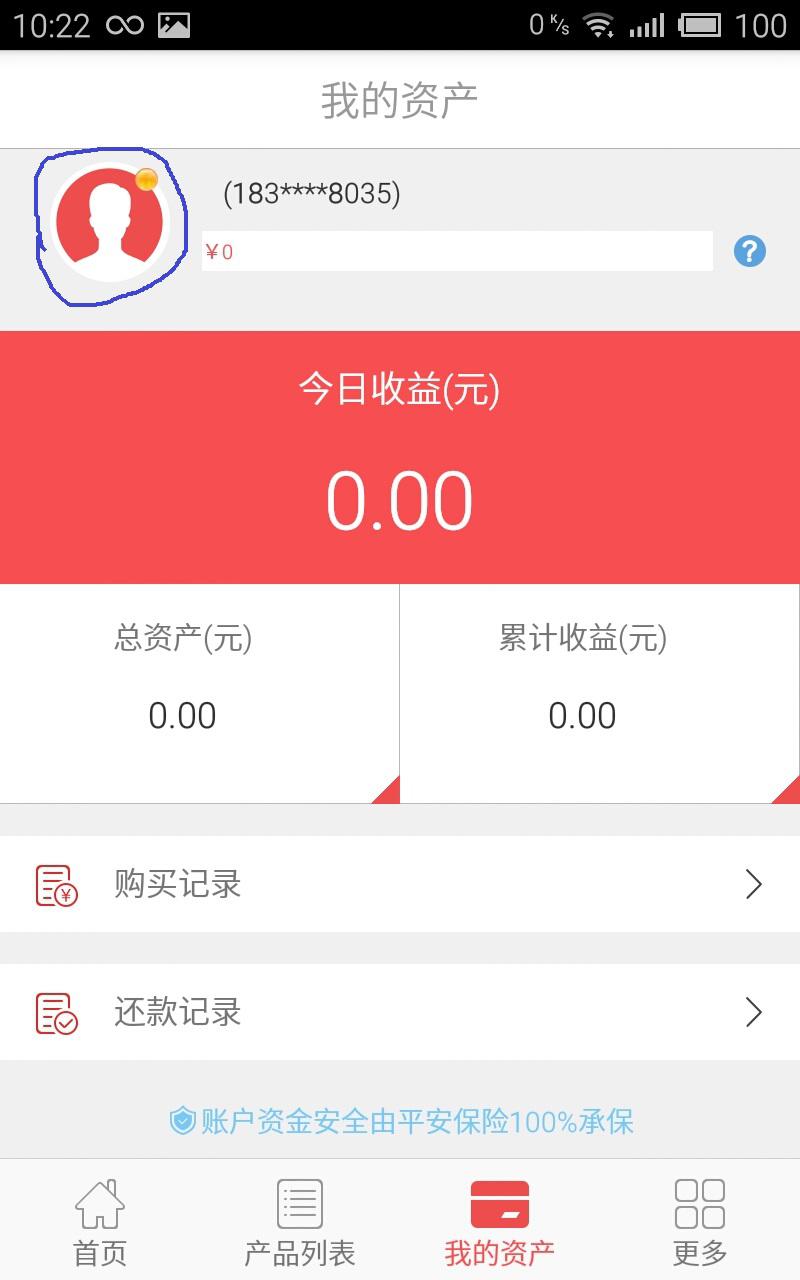 10:22 0 K/s 100
我的资产
(183****8035)
￥0
?
今日收益(元)
0.00
总资产(元) 累计收益(元)
0.00 0.00
购买记录
还款记录
账户资金安全由平安保险100%承保
首页 产品列表 我的资产 更多